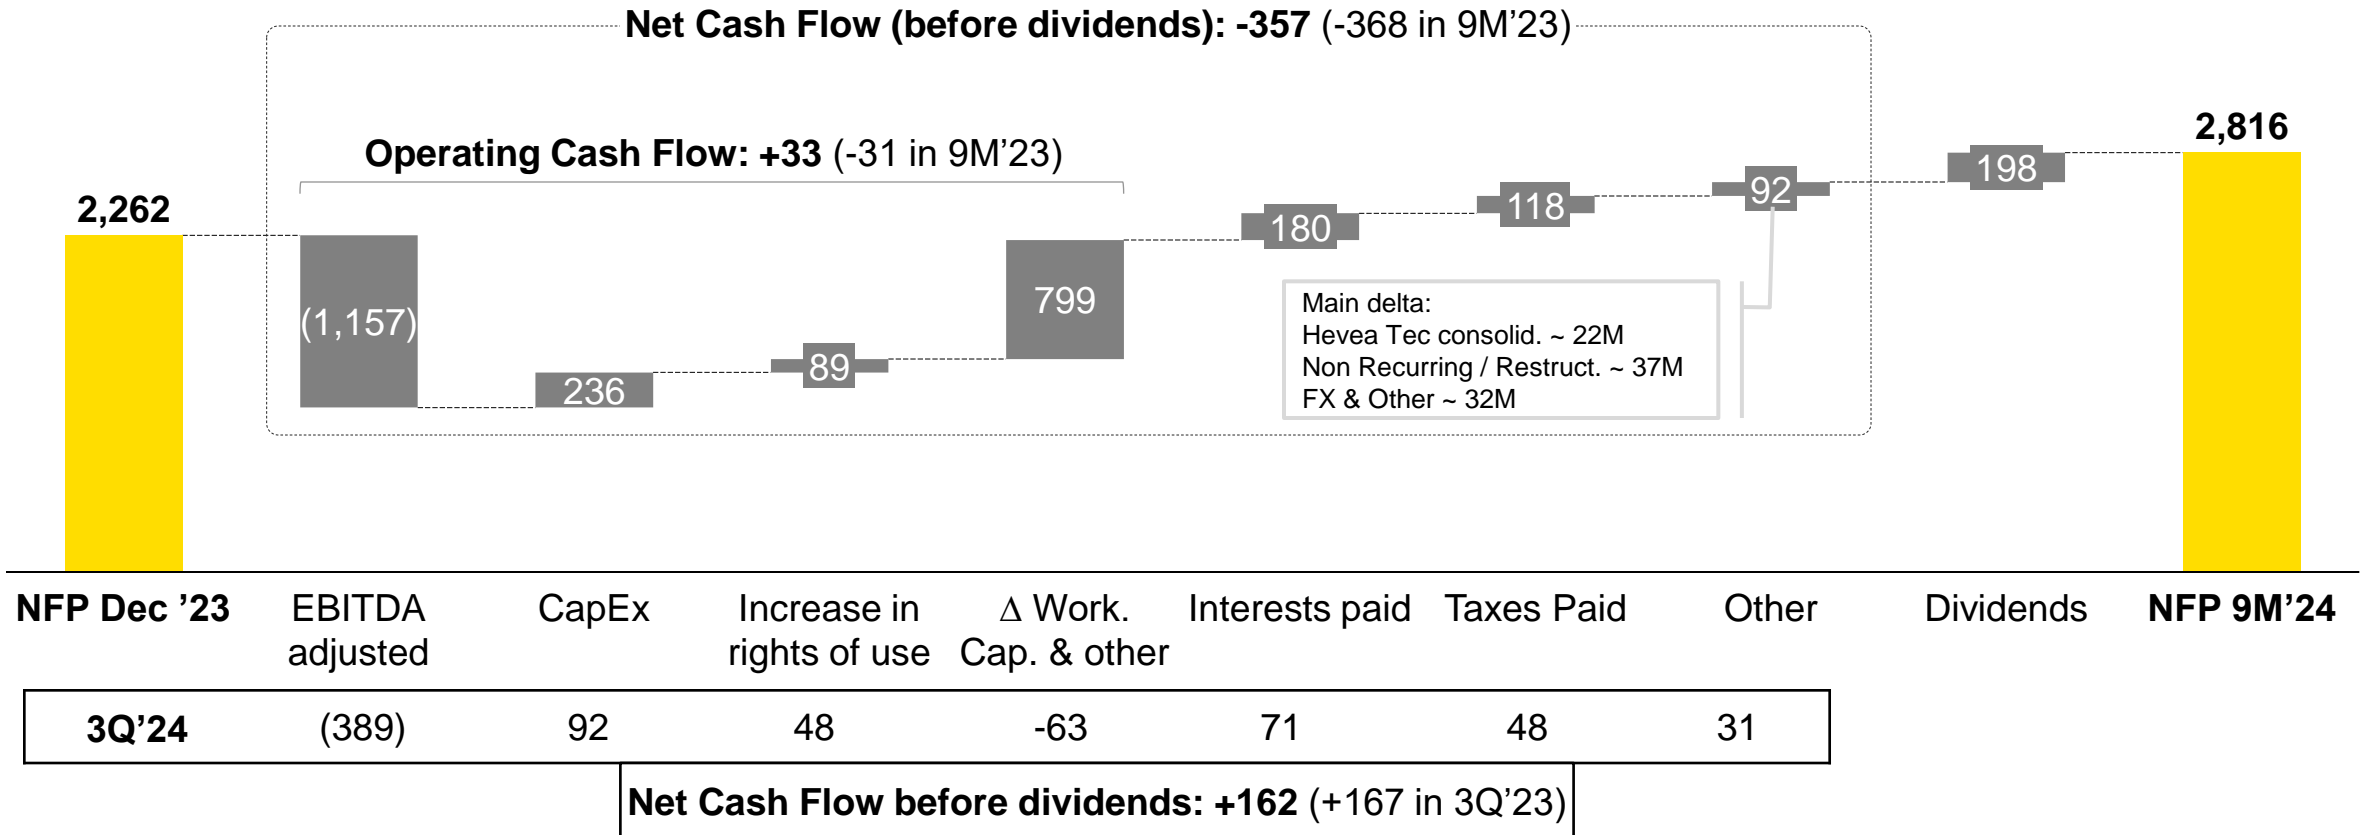 Net Cash Flow (before dividends): -357 (-368 in 9M’23)
Operating Cash Flow: +33 (-31 in 9M’23)
2,262
(1,157)
236
89
799
180
118
92
198
2,816
Main delta:
Hevea Tec consolid. ~ 22M
Non Recurring / Restruct. ~ 37M
FX & Other ~ 32M
NFP Dec ’23
EBITDA
adjusted
CapEx
Increase in
rights of use
Δ Work.
Cap. & other
Interests paid
Taxes Paid
Other
Dividends
NFP 9M’24
3Q’24 (389) 92 48 -63 71 48 31
Net Cash Flow before dividends: +162 (+167 in 3Q’23)